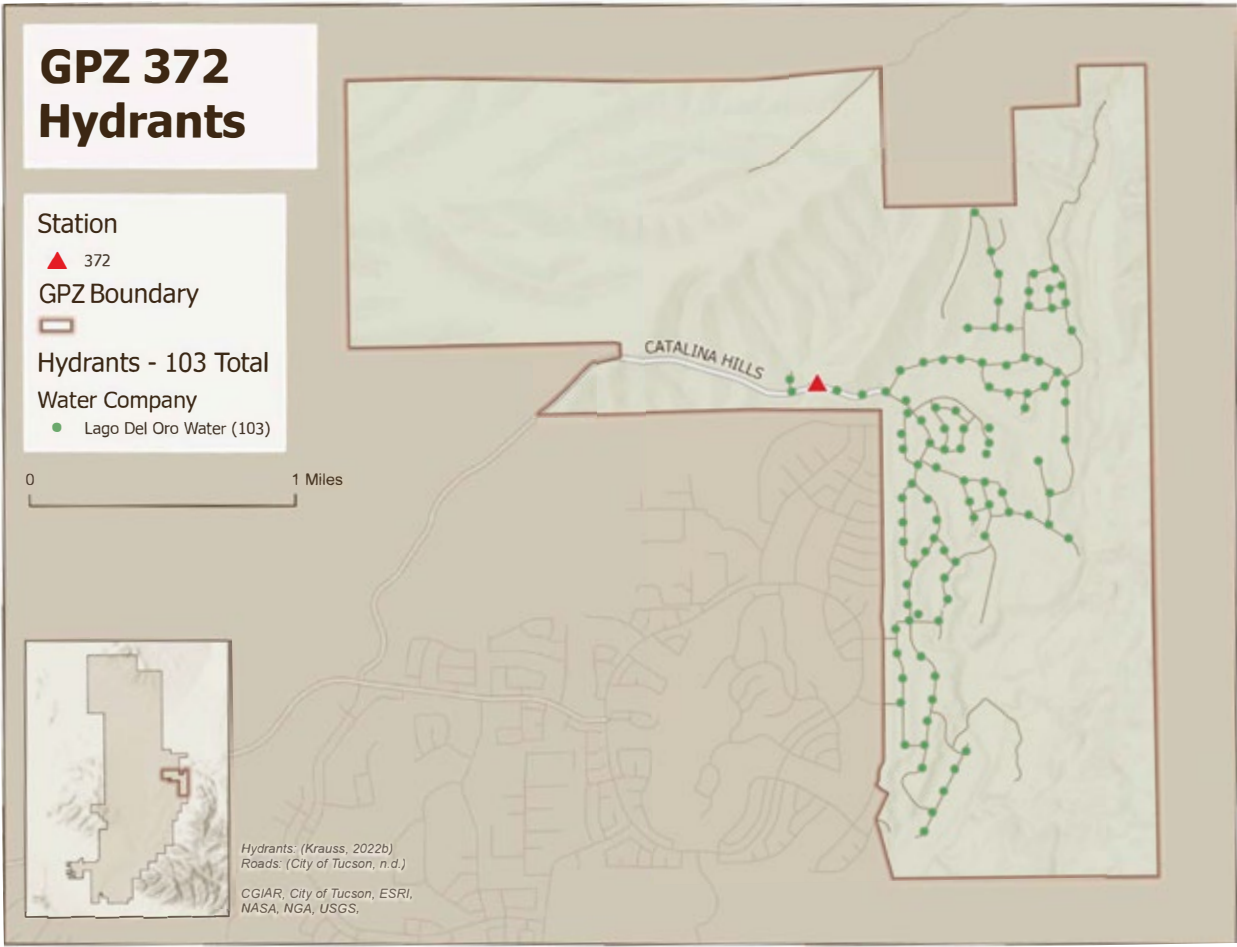 GPZ 372
Hydrants
Station
372
GPZ Boundary
Hydrants - 103 Total
Water Company
Lago Del Oro Water (103)
0 1 Miles
CATALINA HILLS
Hydrants: (Krauss, 2022b)
Roads: (City of Tucson, n.d.)
CGIAR, City of Tucson, ESRI,
NASA, NGA, USGS,